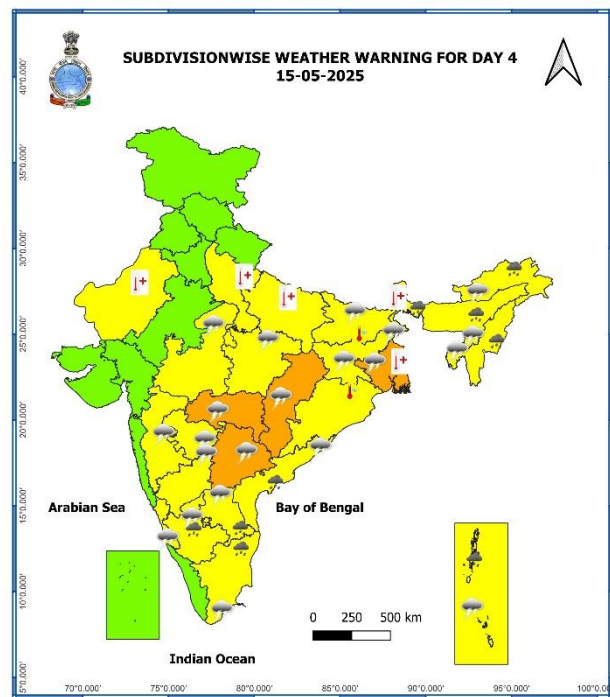 SUBDIVISIONWISE WEATHER WARNING FOR DAY 4
15-05-2025
40°0.000'
35°0.000'
30°0.000'
25°0.000'
20°0.000'
15°0.000'
10°0.000'
5°0.000'
Arabian Sea
Bay of Bengal
0 250 500 km
Indian Ocean
70°0.000' 75°0.000' 80°0.000' 85°0.000' 90°0.000' 95°0.000' 100°0.0